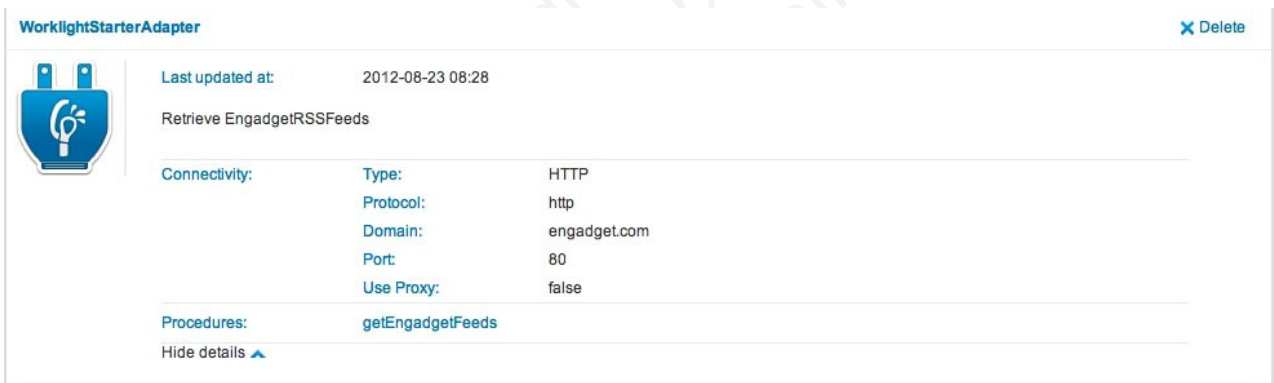 WorklightStarterAdapter Delete
Last updated at: 2012-08-23 08:28
Retrieve EngadgetRSSFeeds
Connectivity: Type: HTTP
Protocol: http
Domain: engadget.com
Port: 80
Use Proxy: false
Procedures: getEngadgetFeeds
Hide details